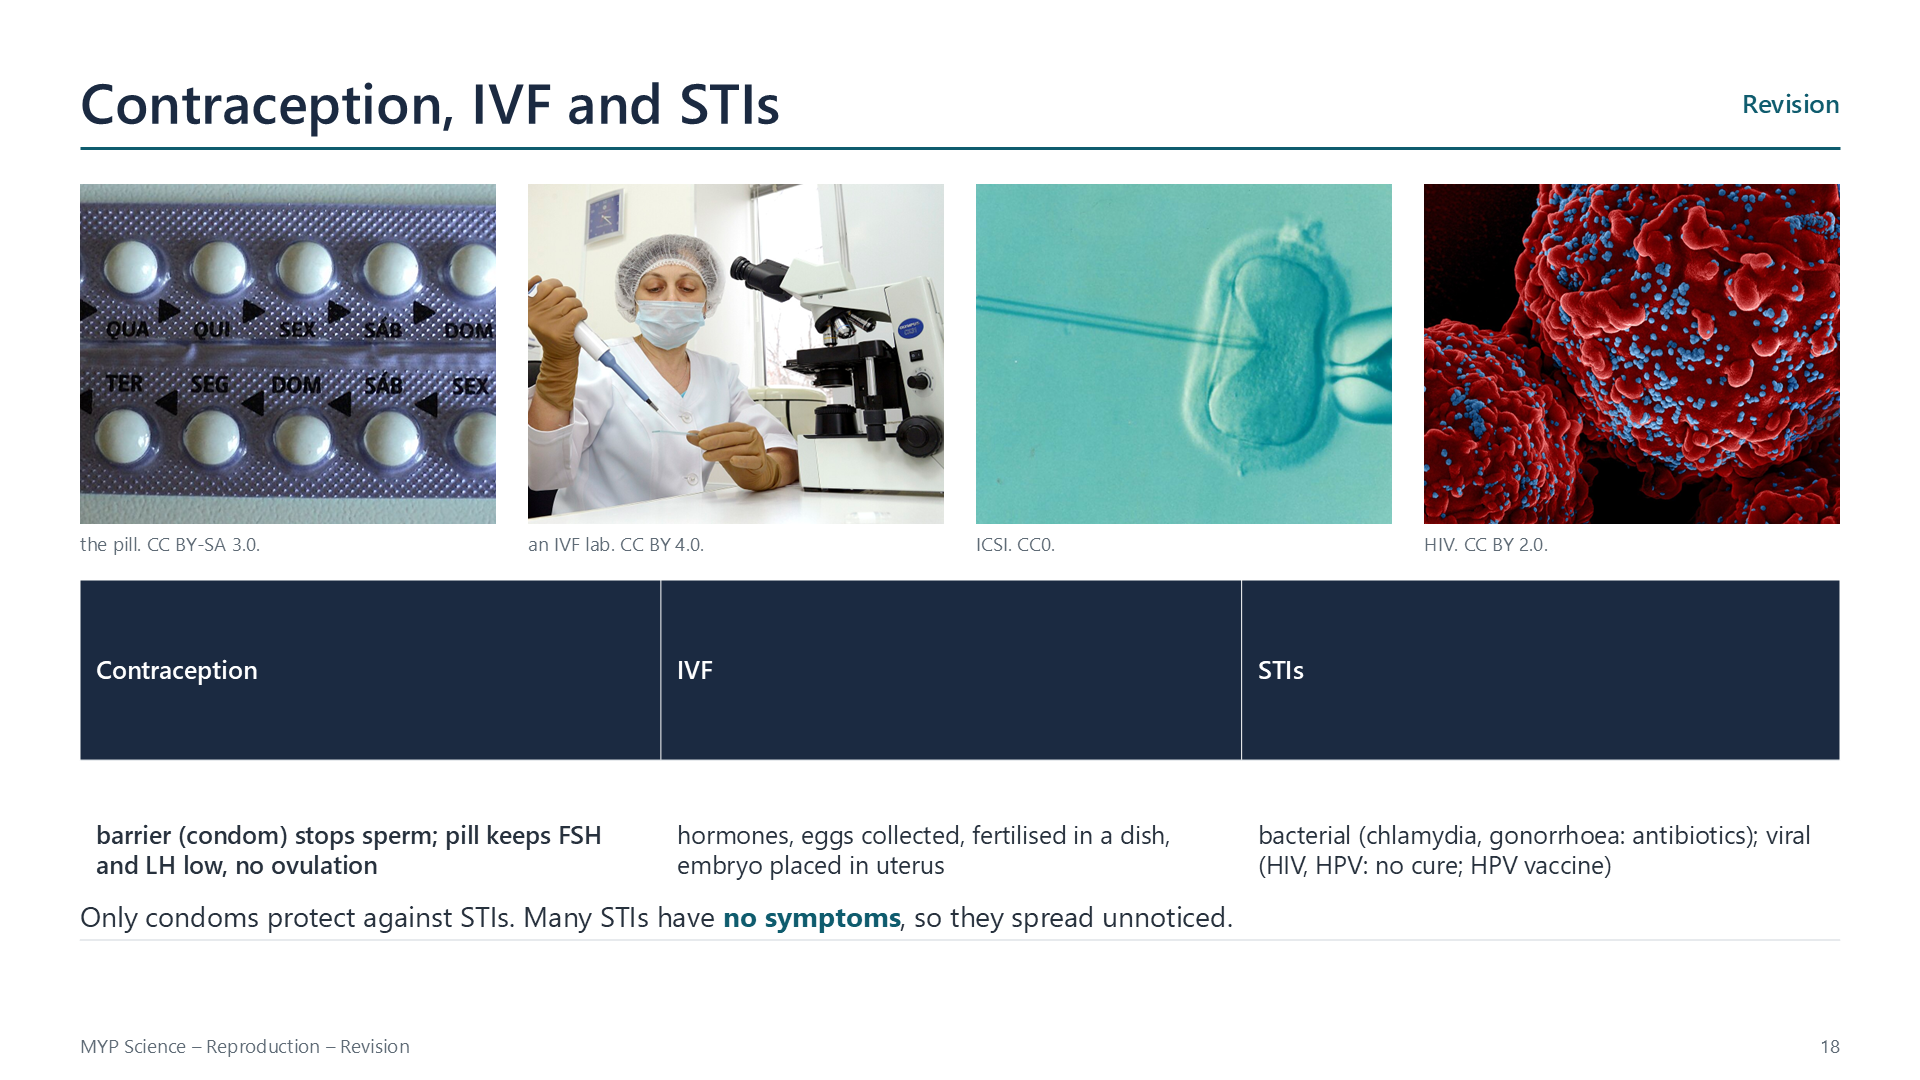 Contraception, IVF and STIs
Revision
QUA QUI SEX SÁB DOM
TER SEG DOM SÁB SEX
the pill. CC BY-SA 3.0.
an IVF lab. CC BY 4.0.
ICSI. CC0.
HIV. CC BY 2.0.
Contraception
IVF
STIs
barrier (condom) stops sperm; pill keeps FSH
and LH low, no ovulation
hormones, eggs collected, fertilised in a dish,
embryo placed in uterus
bacterial (chlamydia, gonorrhoea: antibiotics); viral
(HIV, HPV: no cure; HPV vaccine)
Only condoms protect against STIs. Many STIs have no symptoms, so they spread unnoticed.
MYP Science – Reproduction – Revision
18